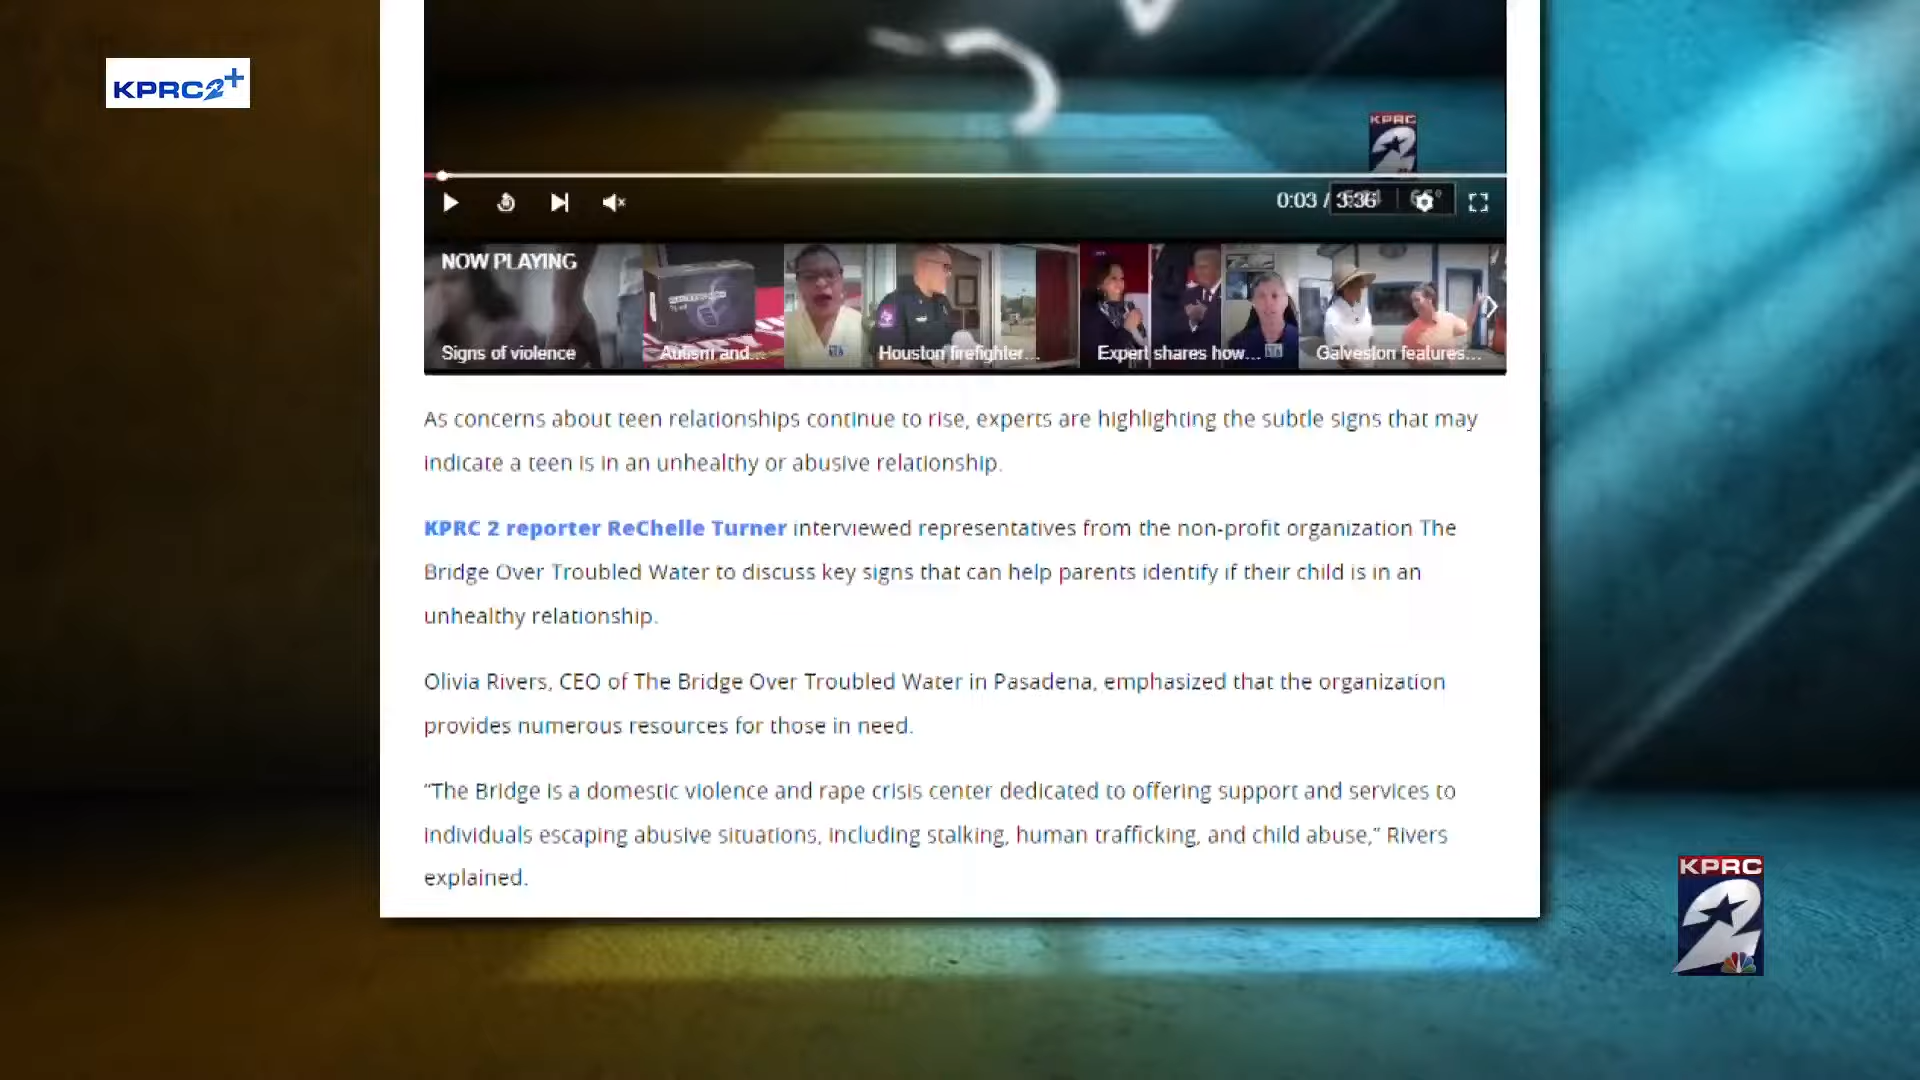 KPRC2+
KPRC
2
0:03 / 3:36
NOW PLAYING
Signs of violence
Autism and...
Houston firefighter...
Expert shares how...
Galveston features...
As concerns about teen relationships continue to rise, experts are highlighting the subtle signs that may
indicate a teen is in an unhealthy or abusive relationship.
KPRC 2 reporter ReChelle Turner interviewed representatives from the non-profit organization The
Bridge Over Troubled Water to discuss key signs that can help parents identify if their child is in an
unhealthy relationship.
Olivia Rivers, CEO of The Bridge Over Troubled Water in Pasadena, emphasized that the organization
provides numerous resources for those in need.
“The Bridge is a domestic violence and rape crisis center dedicated to offering support and services to
individuals escaping abusive situations, including stalking, human trafficking, and child abuse,” Rivers
explained.
KPRC
2